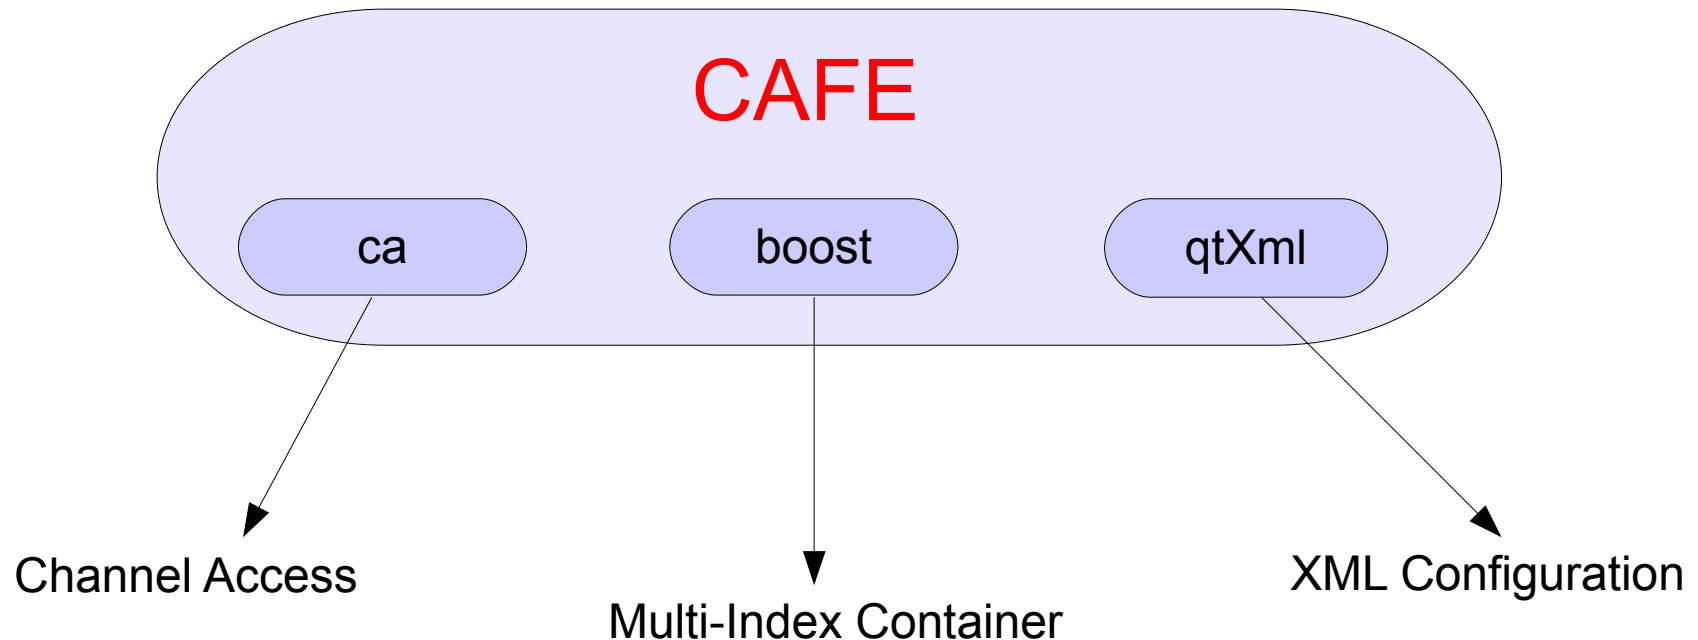 CAFE
ca
boost
qtXml
Channel Access
Multi-Index Container
XML Configuration